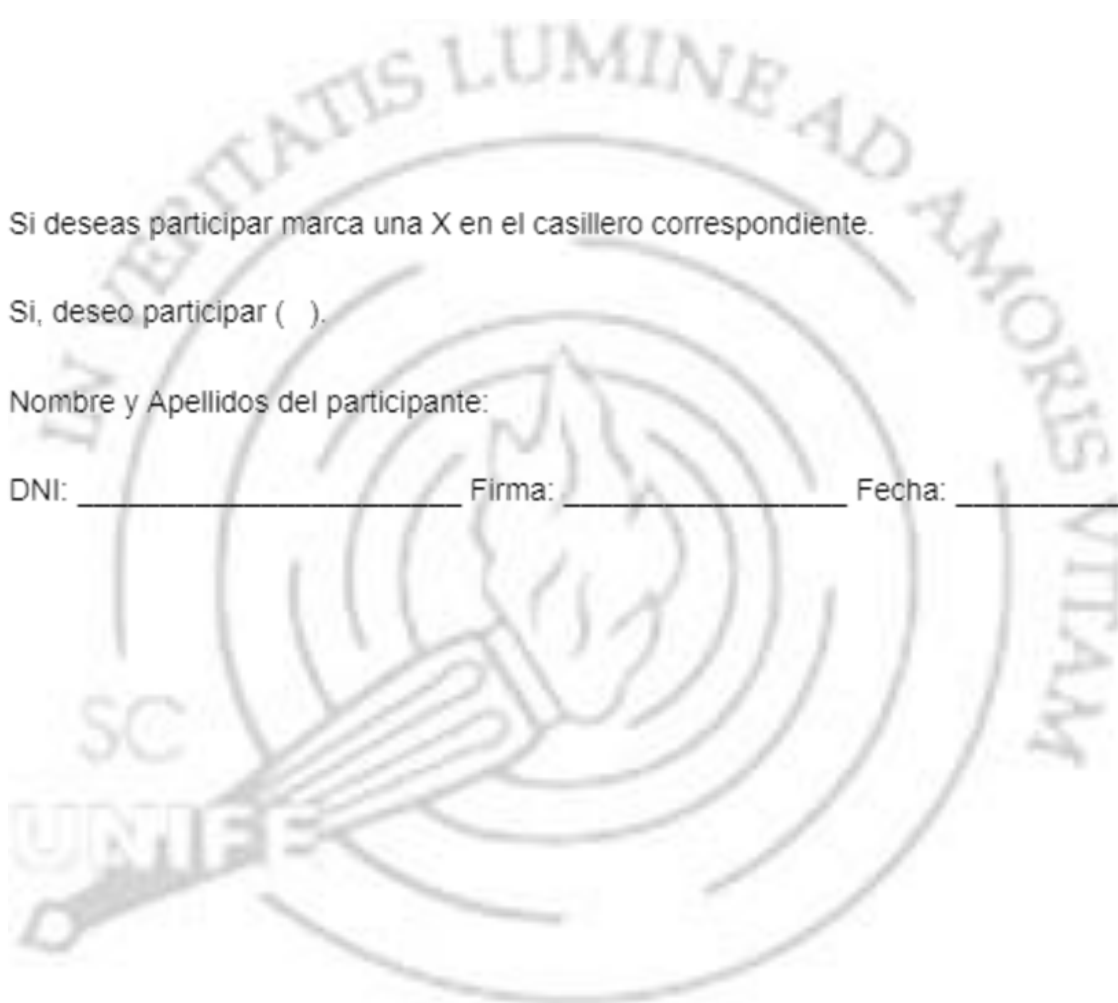 IN VERITATIS LUMINE AD AMORIS VITAM
Si deseas participar marca una X en el casillero correspondiente.
Si, deseo participar (   ).
Nombre y Apellidos del participante:
DNI: ________________________ Firma: __________________ Fecha: __________
SC
UNIFE